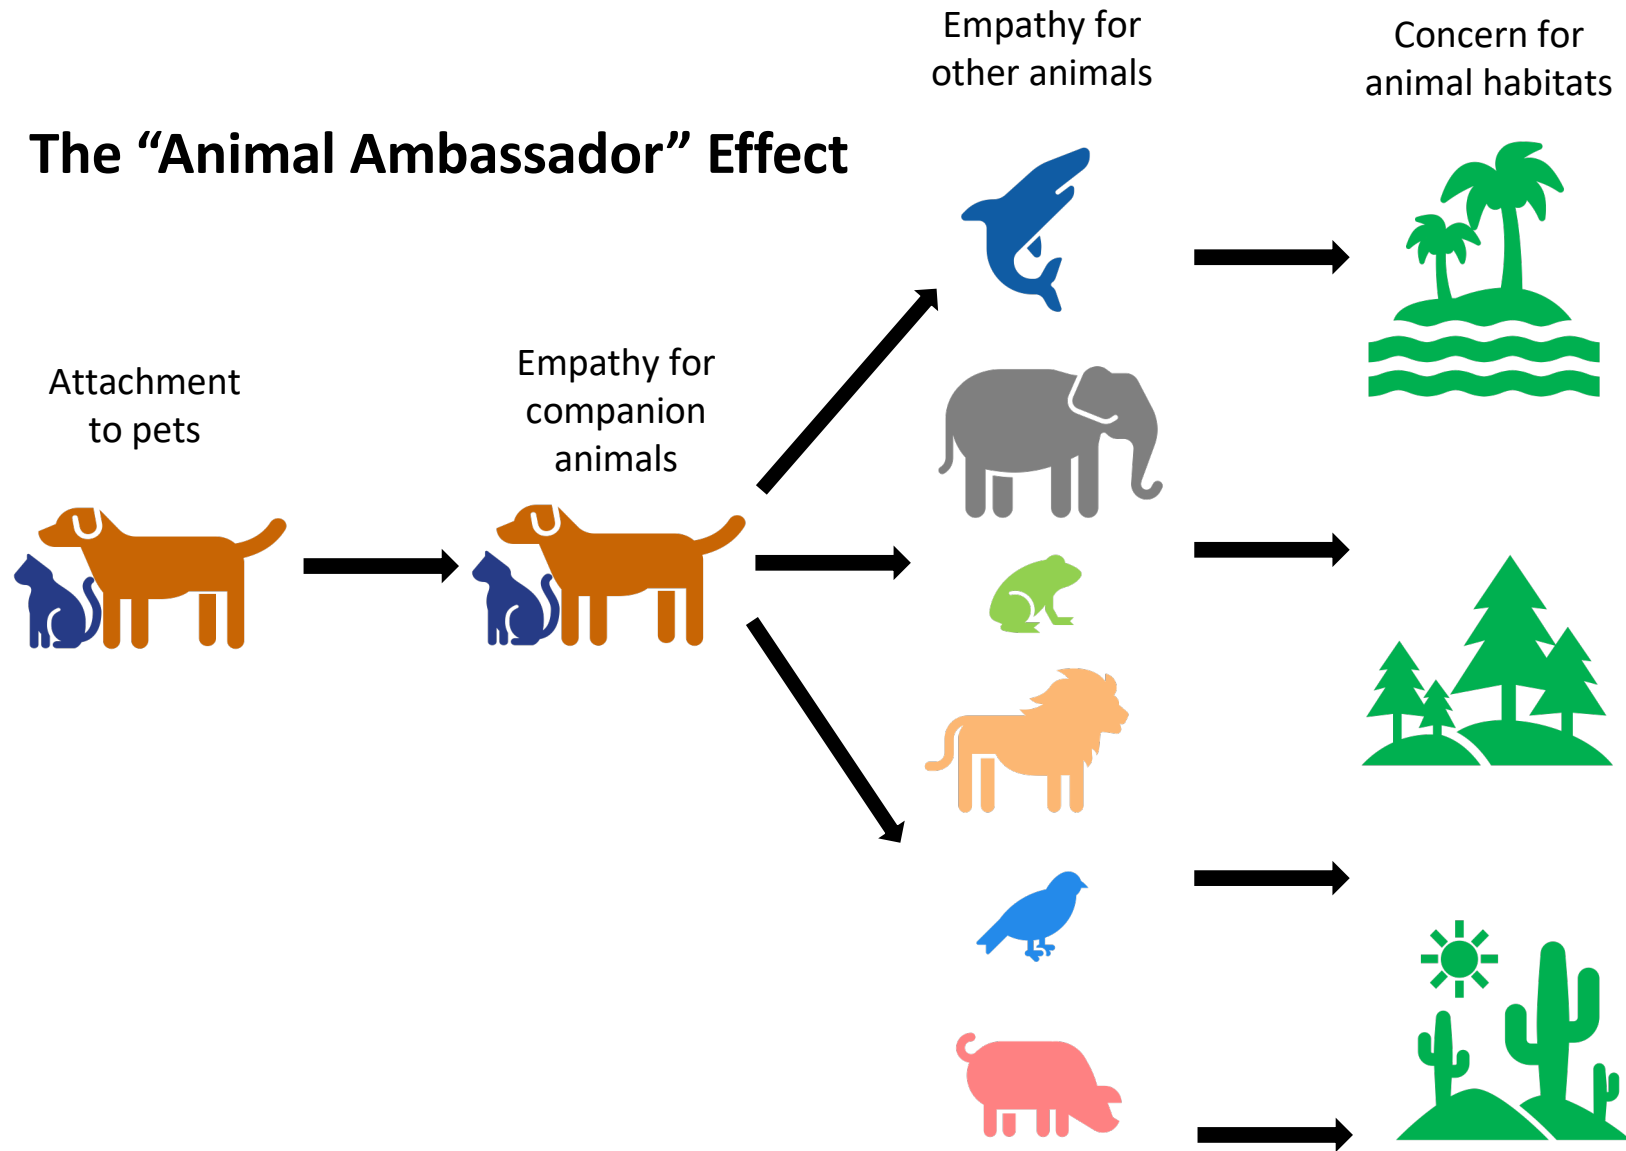 The “Animal Ambassador” Effect
Attachment
to pets
Empathy for
companion
animals
Empathy for
other animals
Concern for
animal habitats